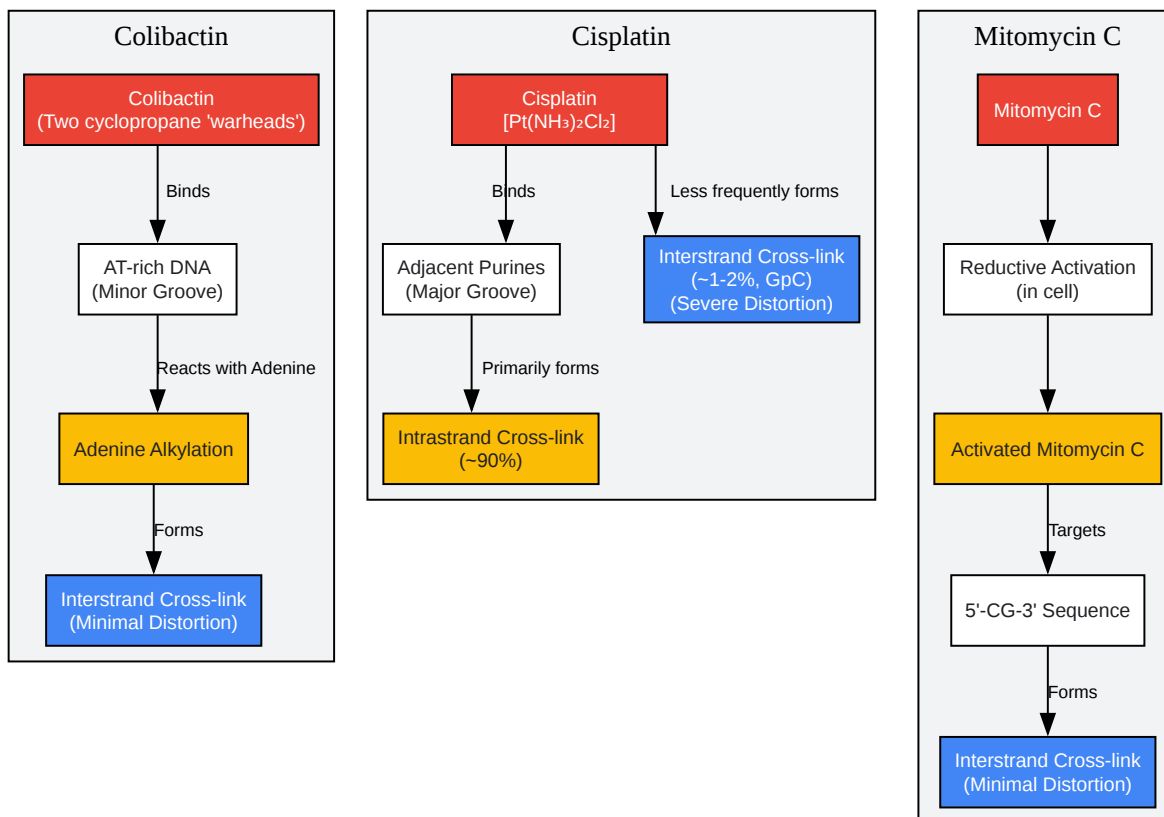 Colibactin
Colibactin
(Two cyclopropane 'warheads')
Binds
AT-rich DNA
(Minor Groove)
Reacts with Adenine
Adenine Alkylation
Forms
Interstrand Cross-link
(Minimal Distortion)
Cisplatin
Cisplatin
[Pt(NH₃)₂Cl₂]
Binds
Less frequently forms
Adjacent Purines
(Major Groove)
Interstrand Cross-link
(~1-2%, GpC)
(Severe Distortion)
Primarily forms
Intrastrand Cross-link
(~90%)
Mitomycin C
Mitomycin C
Reductive Activation
(in cell)
Activated Mitomycin C
Targets
5'-CG-3' Sequence
Forms
Interstrand Cross-link
(Minimal Distortion)